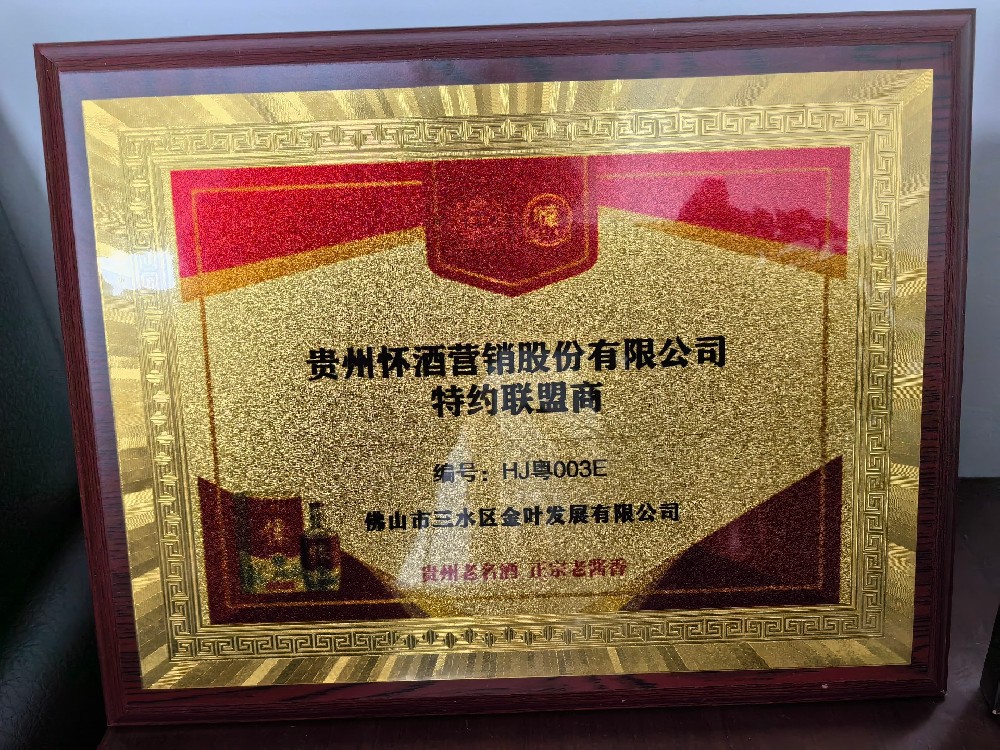 贵州怀酒营销股份有限公司
特约联盟商
编号：HJ粤003E
佛山市三水区金叶发展有限公司
贵州老名酒 正宗老酱香